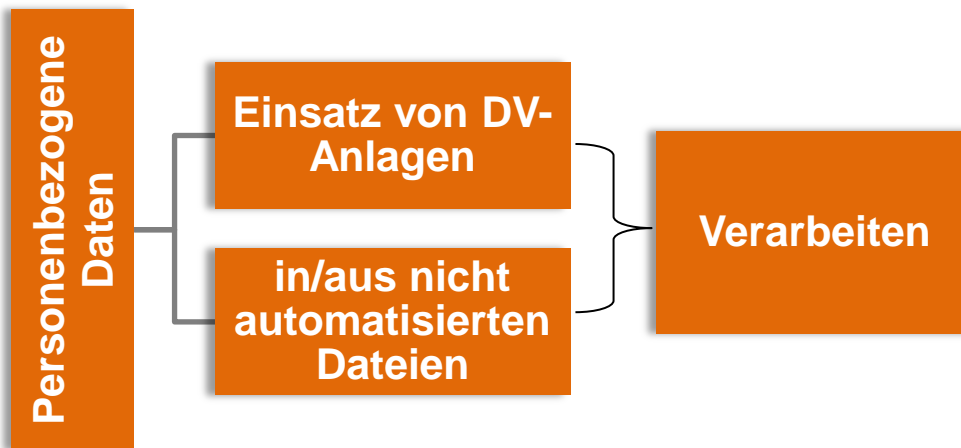 Personenbezogene
Daten
Einsatz von DV-
Anlagen
in/aus nicht
automatisierten
Dateien
Verarbeiten